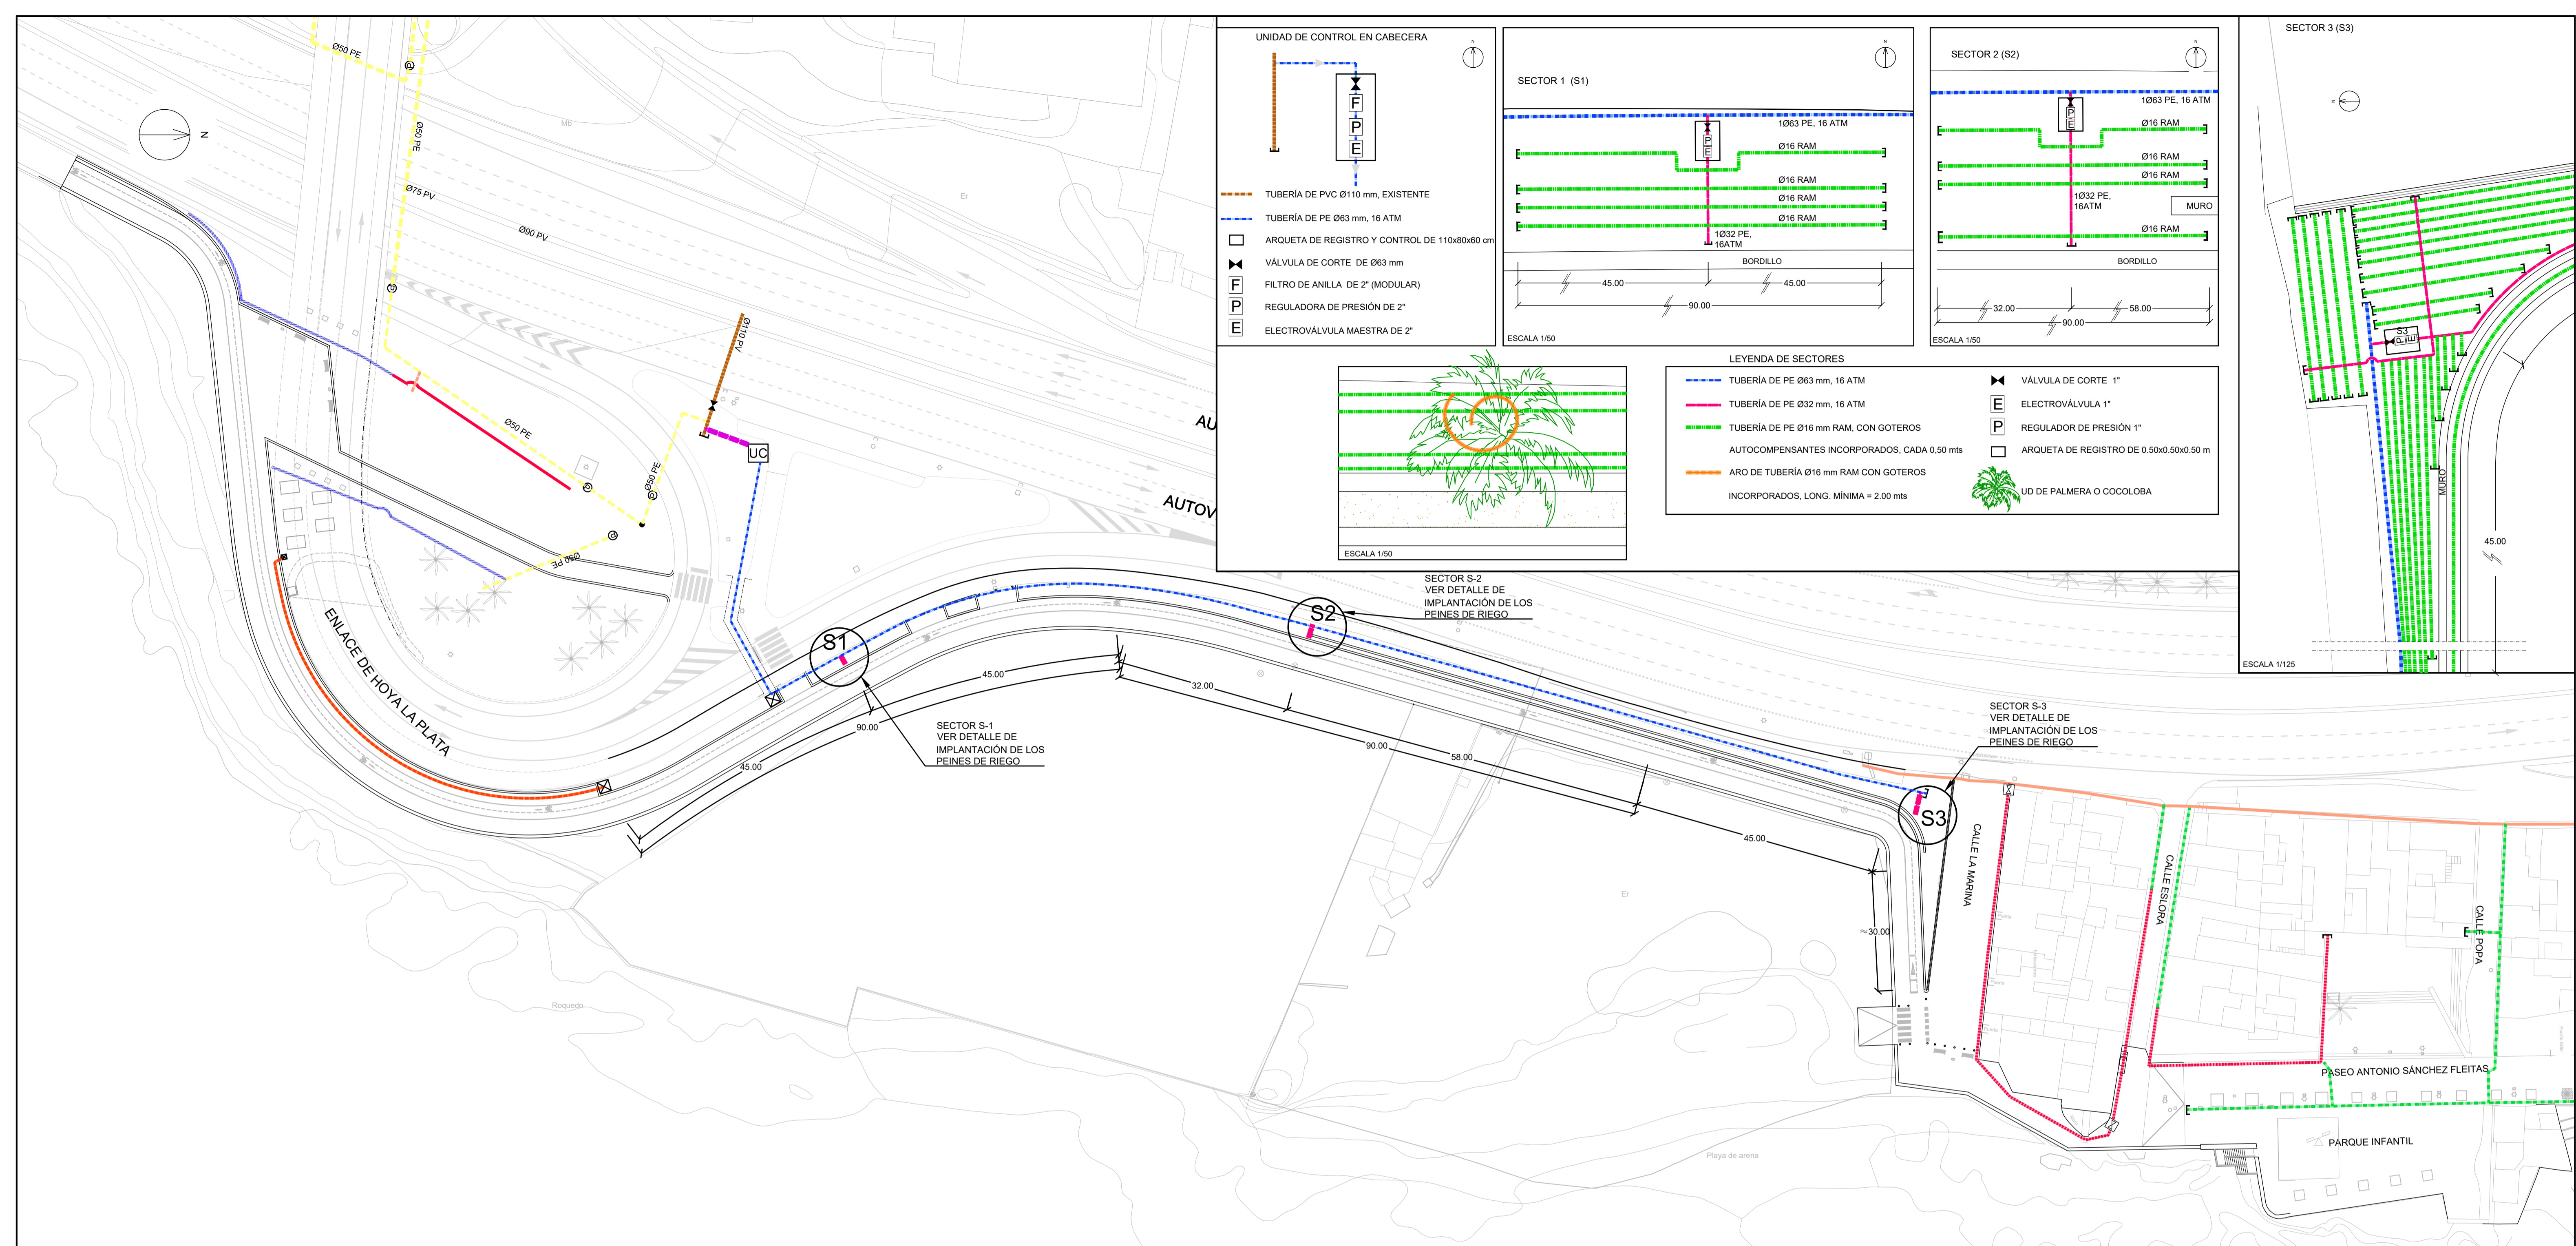 UNIDAD DE CONTROL EN CABECERA
N
F
P
E
TUBERÍA DE PVC Ø110 mm, EXISTENTE
TUBERÍA DE PE Ø63 mm, 16 ATM
ARQUETA DE REGISTRO Y CONTROL DE 110x80x60 cm
VÁLVULA DE CORTE DE Ø63 mm
F FILTRO DE ANILLA DE 2" (MODULAR)
P REGULADORA DE PRESIÓN DE 2"
E ELECTROVÁLVULA MAESTRA DE 2"
SECTOR 1 (S1)
N
1Ø63 PE, 16 ATM
P
E
Ø16 RAM
Ø16 RAM
Ø16 RAM
Ø16 RAM
1Ø32 PE,
16ATM
BORDILLO
45.00
45.00
90.00
ESCALA 1/50
SECTOR 2 (S2)
N
1Ø63 PE, 16 ATM
P
E
Ø16 RAM
Ø16 RAM
Ø16 RAM
1Ø32 PE,
16ATM
MURO
Ø16 RAM
BORDILLO
32.00
58.00
90.00
ESCALA 1/50
SECTOR 3 (S3)
S3
P
E
MURO
45.00
ESCALA 1/125
ESCALA 1/50
LEYENDA DE SECTORES
TUBERÍA DE PE Ø63 mm, 16 ATM
TUBERÍA DE PE Ø32 mm, 16 ATM
TUBERÍA DE PE Ø16 mm RAM, CON GOTEROS
AUTOCOMPENSANTES INCORPORADOS, CADA 0,50 mts
ARO DE TUBERÍA Ø16 mm RAM CON GOTEROS
INCORPORADOS, LONG. MÍNIMA = 2.00 mts
VÁLVULA DE CORTE 1"
E ELECTROVÁLVULA 1"
P REGULADOR DE PRESIÓN 1"
ARQUETA DE REGISTRO DE 0.50x0.50x0.50 m
UD DE PALMERA O COCOLOBA
Ø50 PE
Ø50 PE
Mb
N
Ø75 PV
Er
Ø90 PV
Ø110 PV
Ø50 PE
AU
UC
Ø50 PE
AUTOV
Ø50 PE
ENLACE DE HOYA LA PLATA
S1
S2
SECTOR S-2
VER DETALLE DE
IMPLANTACIÓN DE LOS
PEINES DE RIEGO
45.00
32.00
90.00
SECTOR S-1
VER DETALLE DE
IMPLANTACIÓN DE LOS
PEINES DE RIEGO
45.00
90.00
58.00
SECTOR S-3
VER DETALLE DE
IMPLANTACIÓN DE LOS
PEINES DE RIEGO
S3
45.00
CALLE LA MARINA
CALLE ESLORA
CALLE POPA
Er
≈30.00
Roquedo
PASEO ANTONIO SÁNCHEZ FLEITAS
PARQUE INFANTIL
Playa de arena